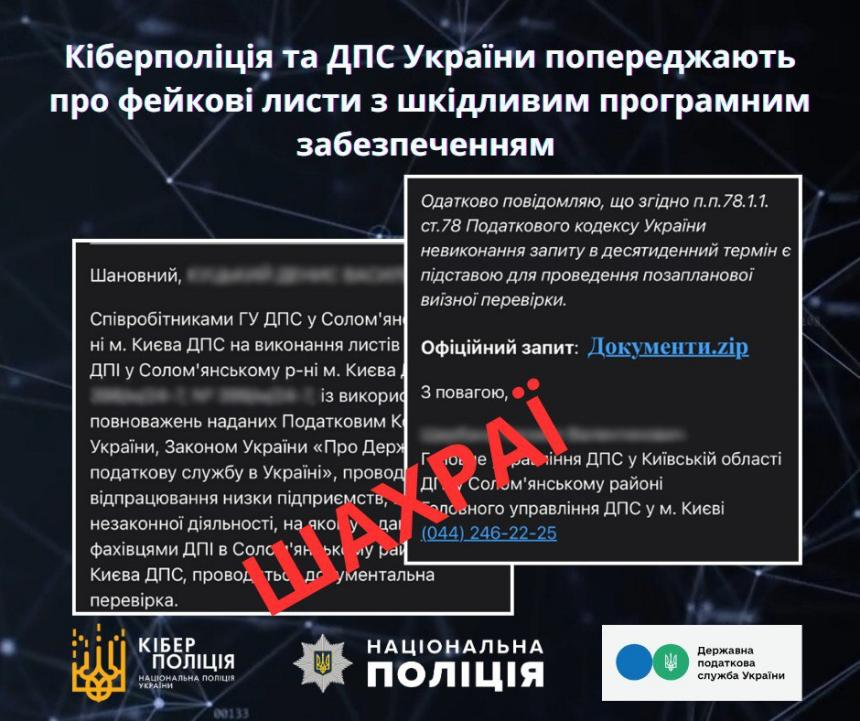 Кіберполіція та ДПС України попереджають
про фейкові листи з шкідливим програмним
забезпеченням
Шановний,
Співробітниками ГУ ДПС у Солом'ян
ні м. Києва ДПС на виконання листів
ДПІ у Солом'янському р-ні м. Києва
із викорис
повноважень наданих Податковим К
України, Законом України «Про Держ
податкову службу в Україні», провод
відпрацювання низки підприємств,
незаконної діяльності, на яком
фахівцями ДПІ в Солом'янському рай
Києва ДПС, проводиться документальна
перевірка.
Одатково повідомляю, що згідно п.п.78.1.1.
ст.78 Податкового кодексу України
невиконання запиту в десятиденний термін є
підставою для проведення позапланової
виїзної перевірки.
Офіційний запит: Документи.zip
З повагою,
Головне управління ДПС у Київській області
ДПІ у Солом'янському районі
Головного управління ДПС у м. Києві
(044) 246-22-25
ШАХРАЇ
КІБЕР
ПОЛІЦІЯ
НАЦІОНАЛЬНА ПОЛІЦІЯ
УКРАЇНИ
НАЦІОНАЛЬНА
ПОЛІЦІЯ
Державна
податкова
служба України
00133